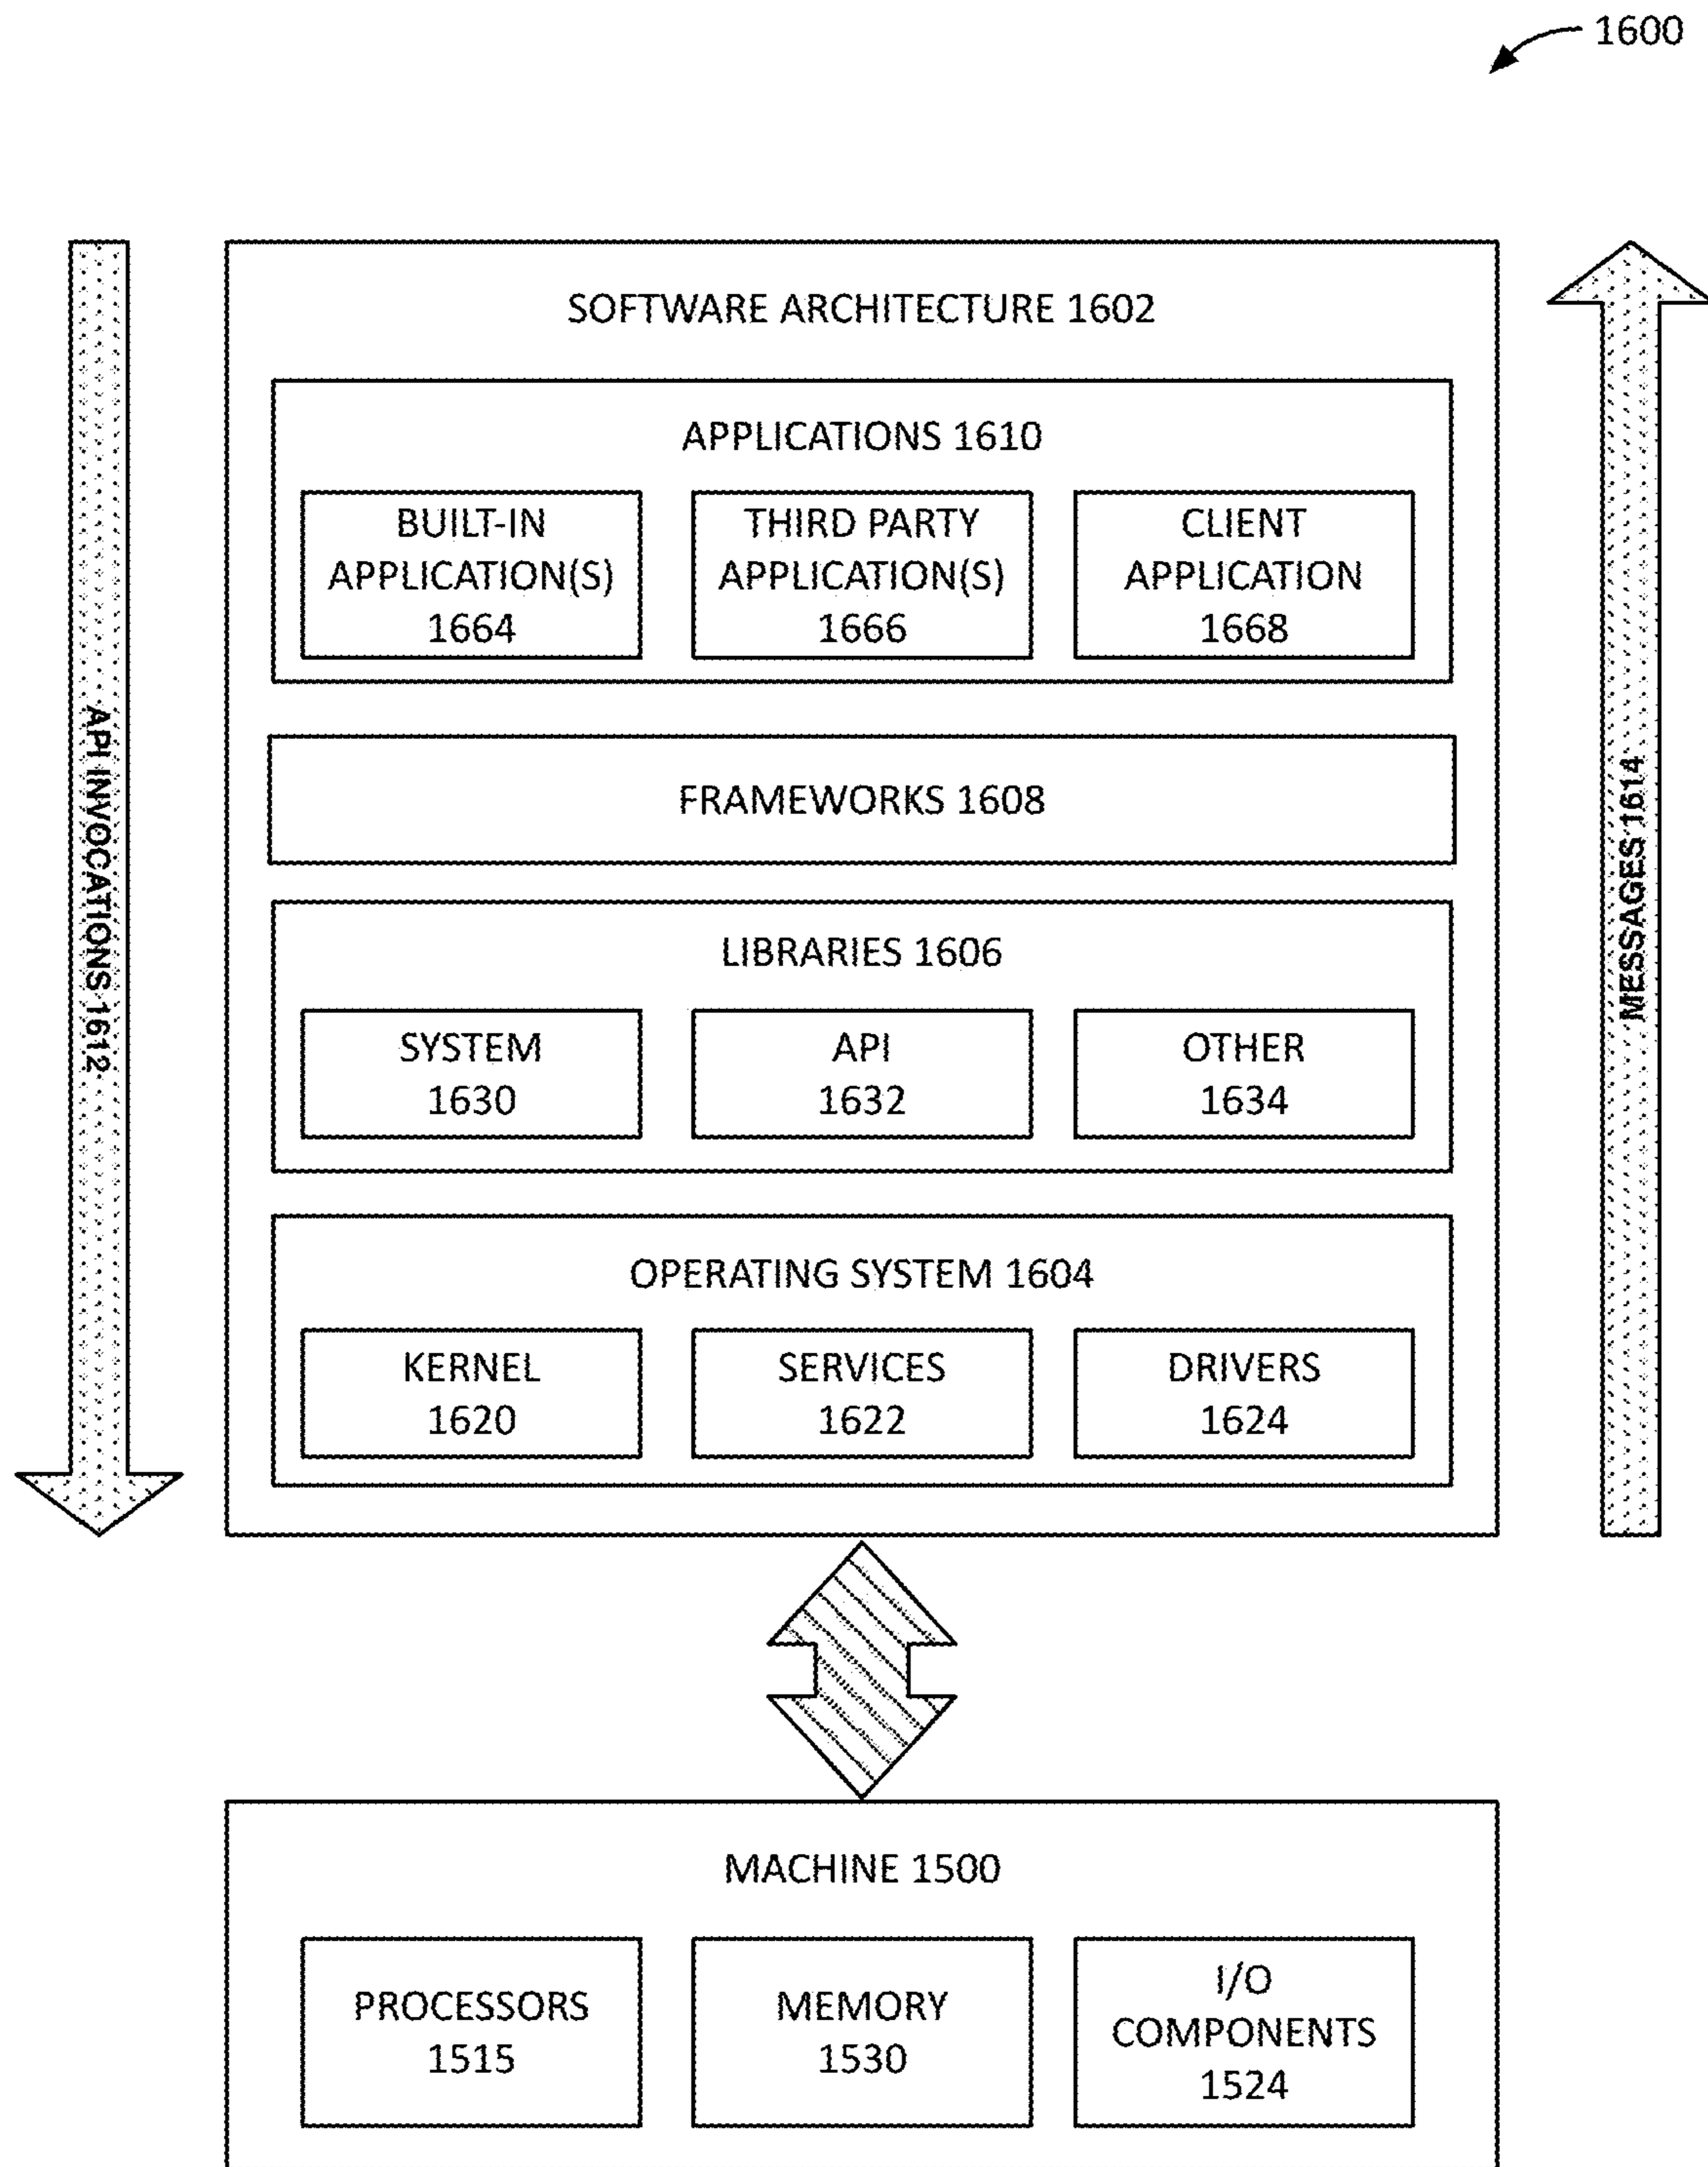 1600
SOFTWARE ARCHITECTURE 1602
APPLICATIONS 1610
BUILT-IN
APPLICATION(S)
1664
THIRD PARTY
APPLICATION(S)
1666
CLIENT
APPLICATION
1668
FRAMEWORKS 1608
LIBRARIES 1606
SYSTEM
1630
API
1632
OTHER
1634
OPERATING SYSTEM 1604
KERNEL
1620
SERVICES
1622
DRIVERS
1624
API INVOCATIONS 1612
MESSAGES 1614
MACHINE 1500
PROCESSORS
1515
MEMORY
1530
I/O
COMPONENTS
1524